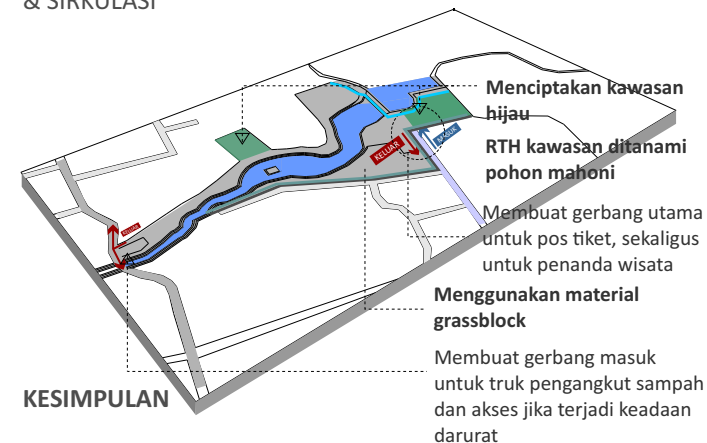 & SIRKULASI
Menciptakan kawasan
hijau
RTH kawasan ditanami
pohon mahoni
KELUAR
MASUK
Membuat gerbang utama
untuk pos tiket, sekaligus
untuk penanda wisata
Menggunakan material
grassblock
Membuat gerbang masuk
untuk truk pengangkut sampah
dan akses jika terjadi keadaan
darurat
KESIMPULAN